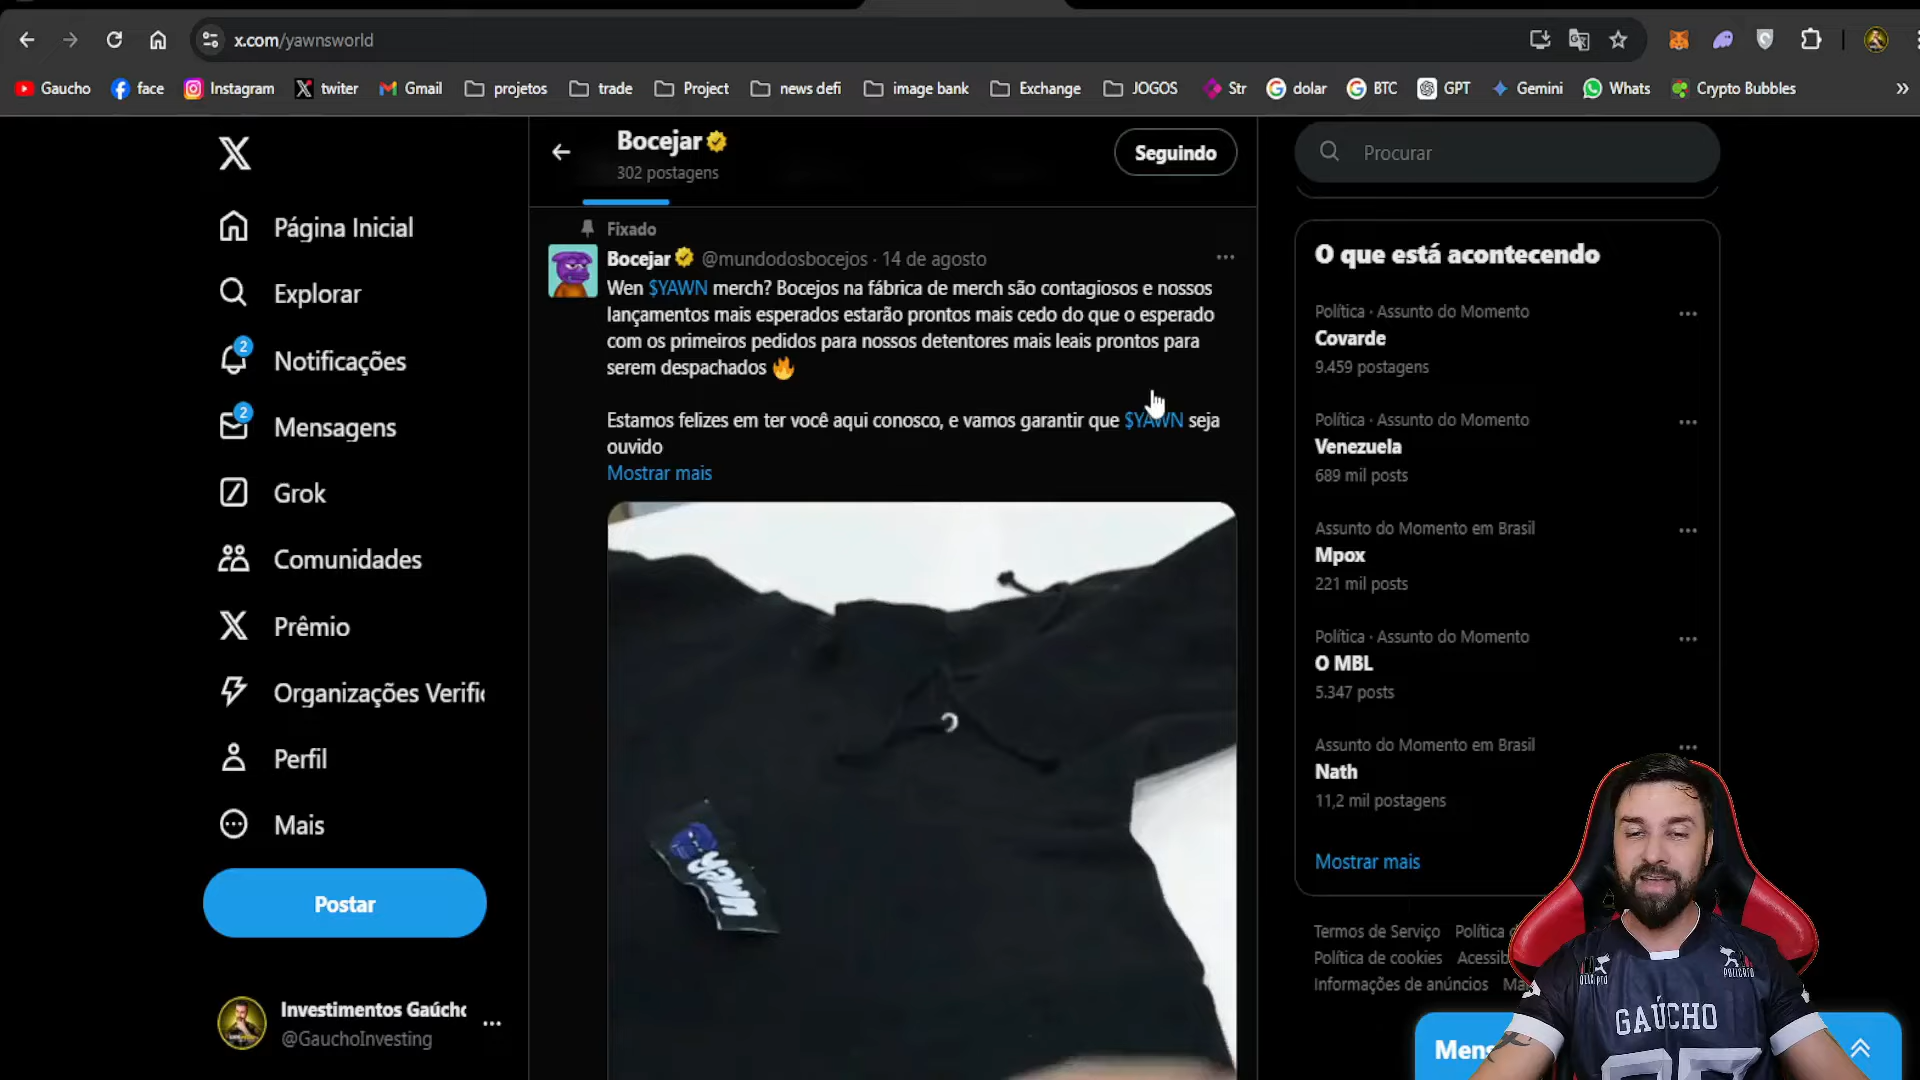 x.com/yawnsworld
Gaucho
face
Instagram
twiter
Gmail
projetos
trade
Project
news defi
image bank
Exchange
JOGOS
Str
dolar
BTC
GPT
Gemini
Whats
Crypto Bubbles
»
Página Inicial
Explorar
2
Notificações
2
Mensagens
Grok
Comunidades
Prêmio
Organizações Verific
Perfil
Mais
Postar
Investimentos Gaúcho
@GauchoInvesting
Bocejar
302 postagens
Seguindo
Fixado
Bocejar @mundodosbocejos · 14 de agosto
Wen $YAWN merch? Bocejos na fábrica de merch são contagiosos e nossos
lançamentos mais esperados estarão prontos mais cedo do que o esperado
com os primeiros pedidos para nossos detentores mais leais prontos para
serem despachados 🔥
Estamos felizes em ter você aqui conosco, e vamos garantir que $YAWN seja
ouvido
Mostrar mais
Procurar
O que está acontecendo
Política · Assunto do Momento
Covarde
9.459 postagens
Política · Assunto do Momento
Venezuela
689 mil posts
Assunto do Momento em Brasil
Mpox
221 mil posts
Política · Assunto do Momento
O MBL
5.347 posts
Assunto do Momento em Brasil
Nath
11,2 mil postagens
Mostrar mais
Termos de Serviço Política
Política de cookies Acessib
Informações de anúncios Ma
Mens
GAÚCHO